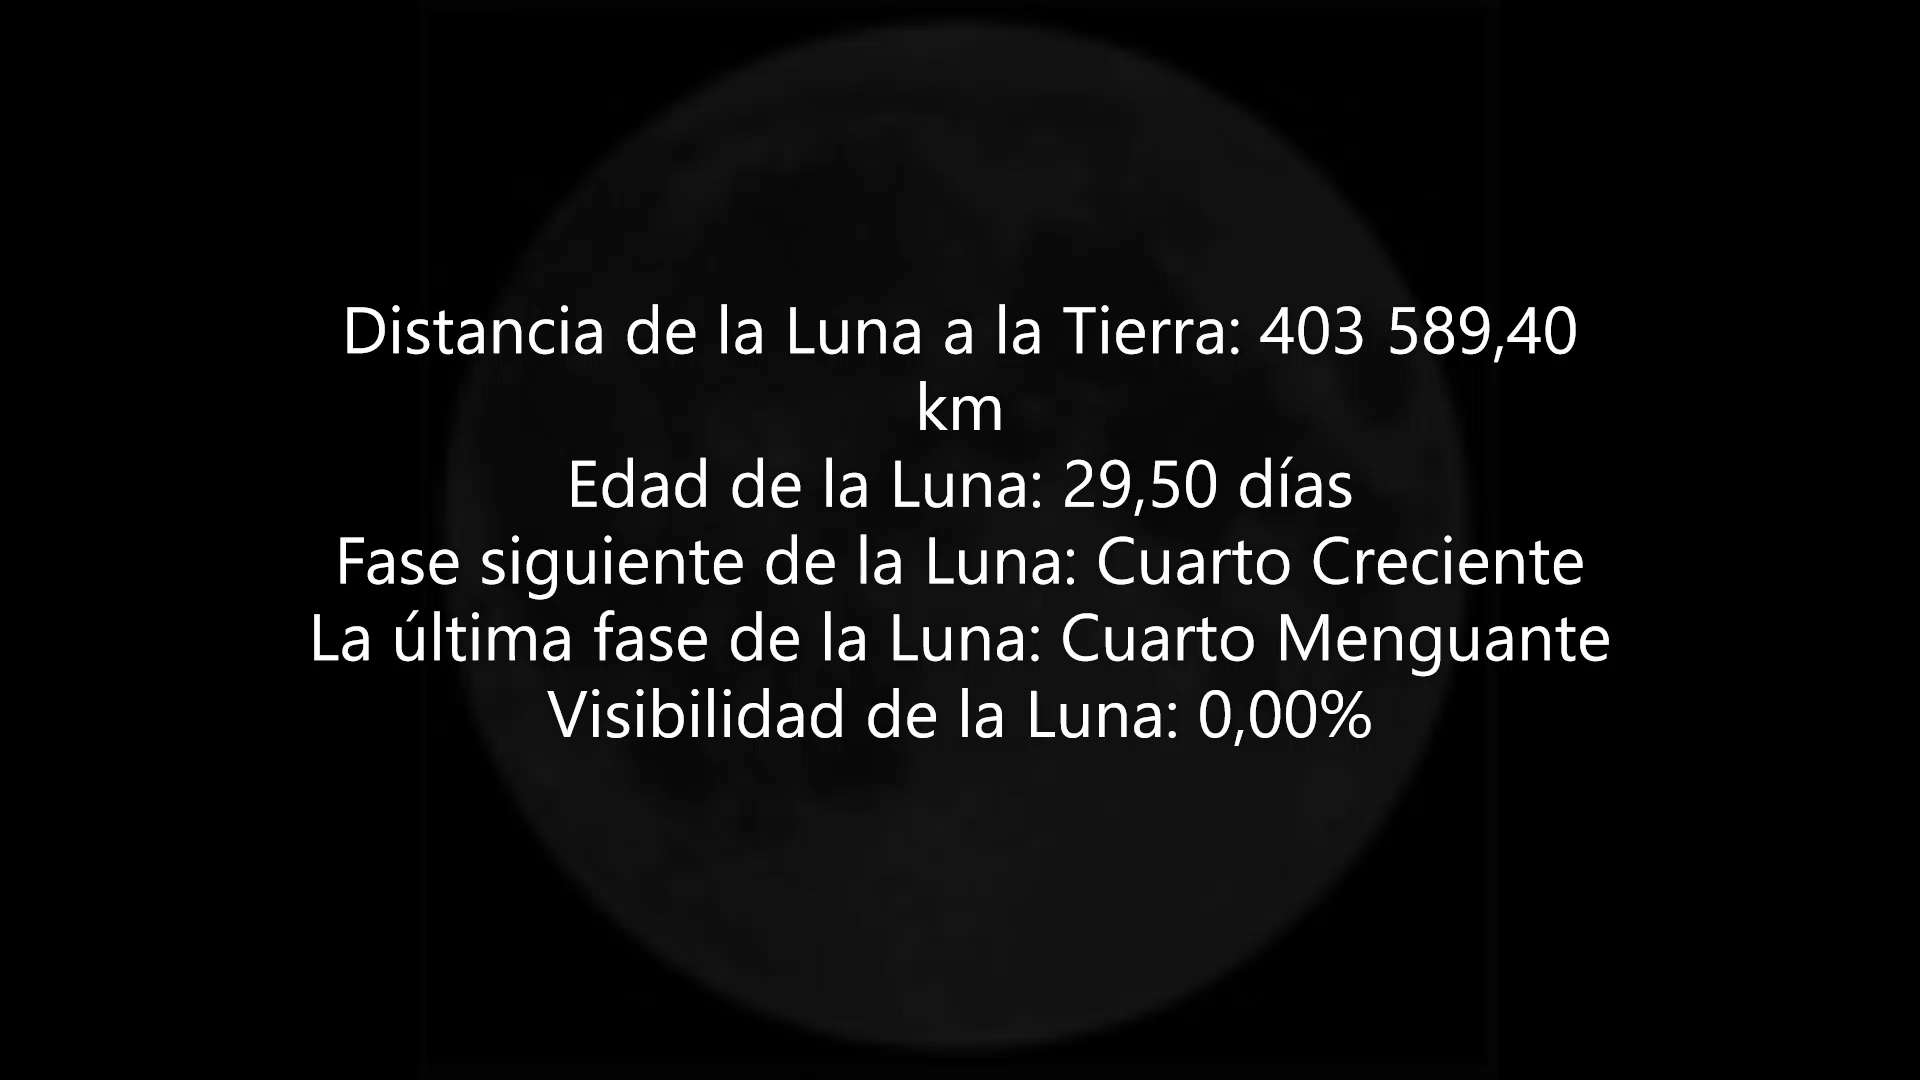 Distancia de la Luna a la Tierra: 403 589,40
km
Edad de la Luna: 29,50 días
Fase siguiente de la Luna: Cuarto Creciente
La última fase de la Luna: Cuarto Menguante
Visibilidad de la Luna: 0,00%